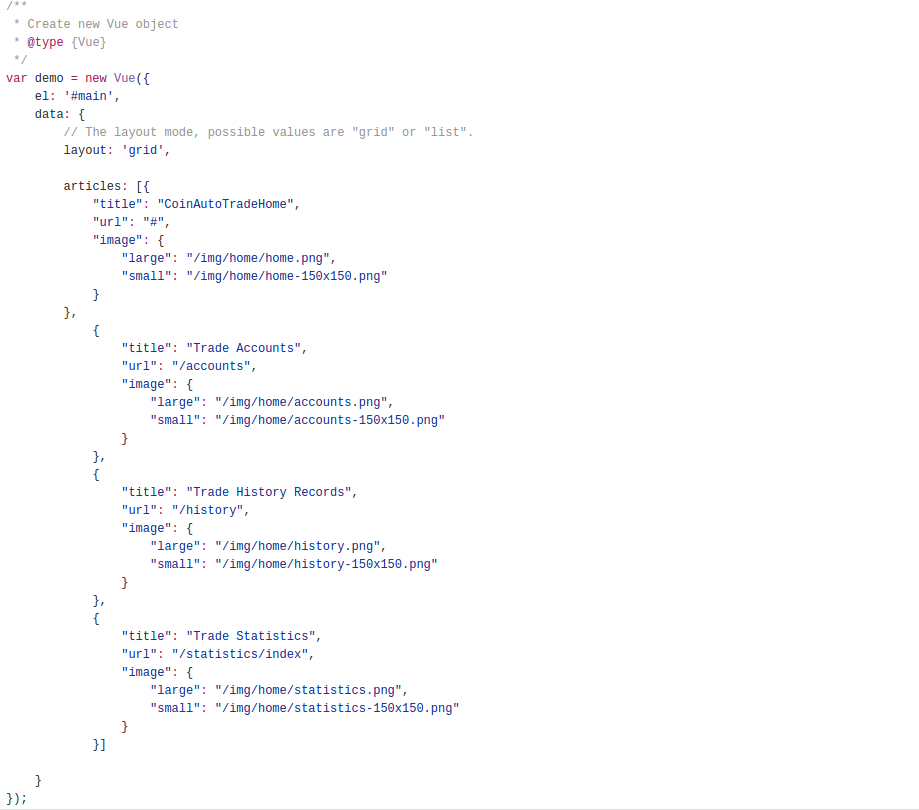 /**
 * Create new Vue object
 * @type {Vue}
 */
var demo = new Vue({
    el: '#main',
    data: {
        // The layout mode, possible values are "grid" or "list".
        layout: 'grid',

        articles: [{
            "title": "CoinAutoTradeHome",
            "url": "#",
            "image": {
                "large": "/img/home/home.png",
                "small": "/img/home/home-150x150.png"
            }
        },
            {
                "title": "Trade Accounts",
                "url": "/accounts",
                "image": {
                    "large": "/img/home/accounts.png",
                    "small": "/img/home/accounts-150x150.png"
                }
            },
            {
                "title": "Trade History Records",
                "url": "/history",
                "image": {
                    "large": "/img/home/history.png",
                    "small": "/img/home/history-150x150.png"
                }
            },
            {
                "title": "Trade Statistics",
                "url": "/statistics/index",
                "image": {
                    "large": "/img/home/statistics.png",
                    "small": "/img/home/statistics-150x150.png"
                }
            }]

    }
});